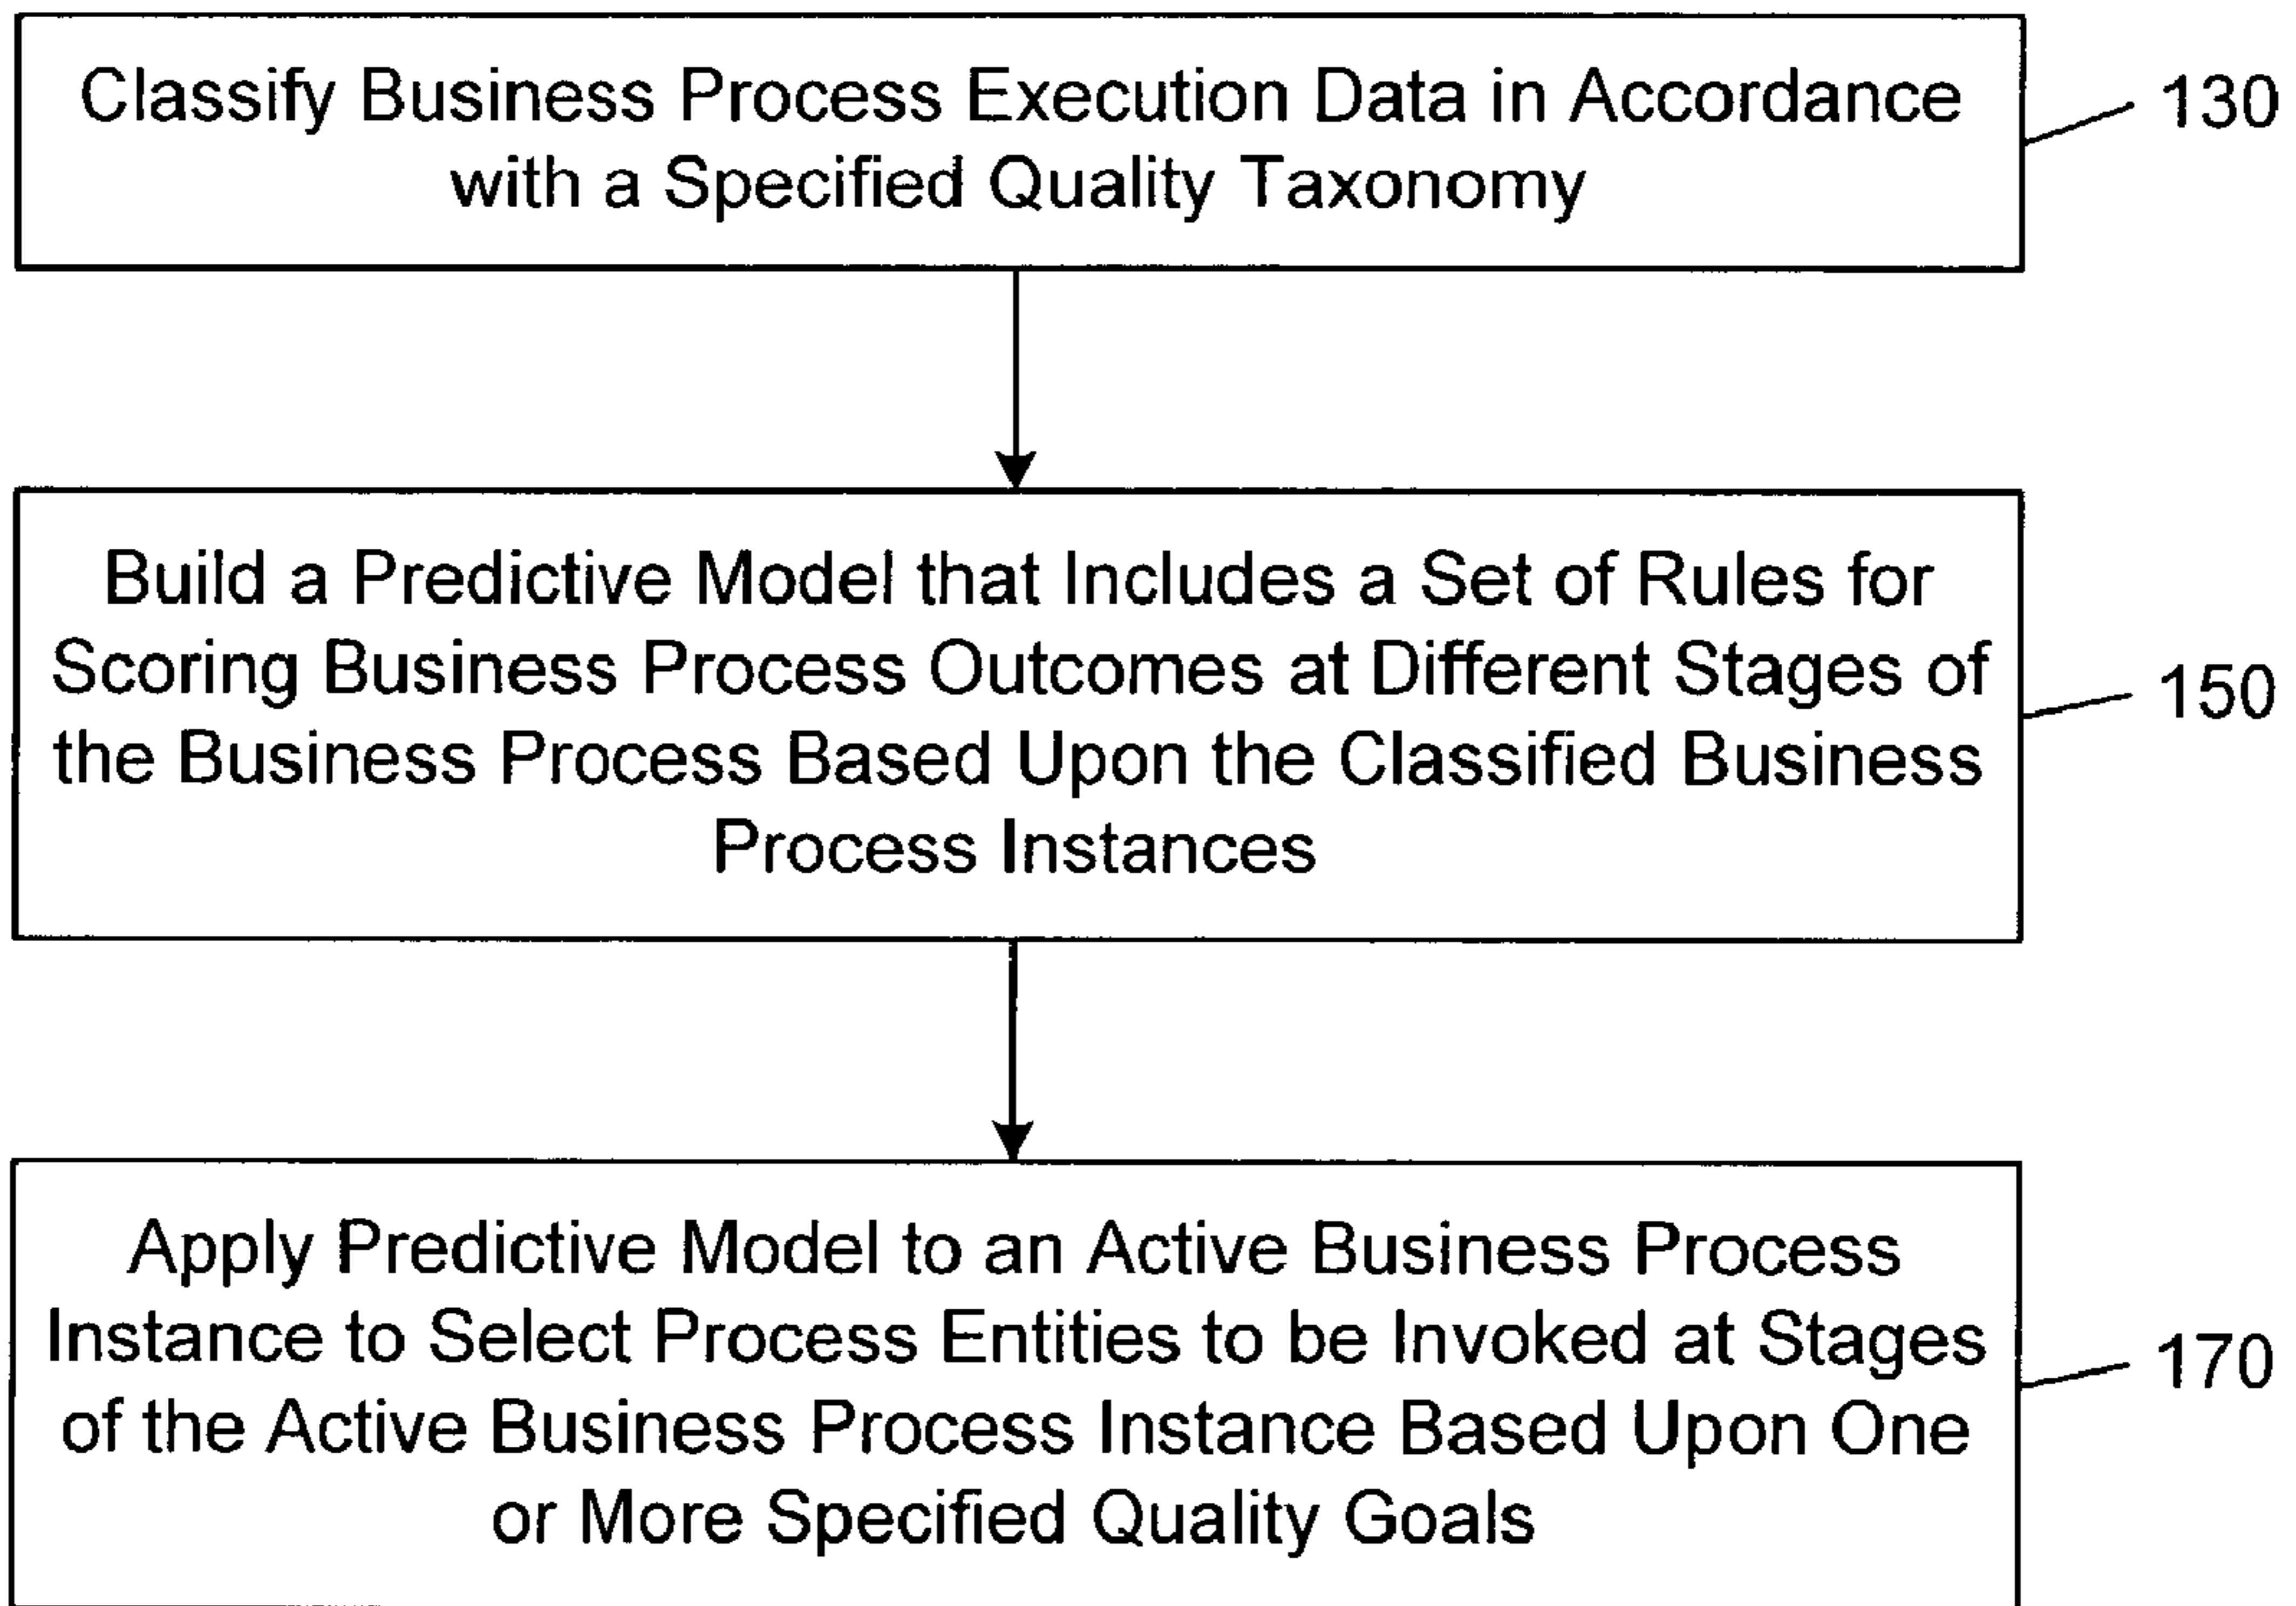 Classify Business Process Execution Data in Accordance
with a Specified Quality Taxonomy
130
Build a Predictive Model that Includes a Set of Rules for
Scoring Business Process Outcomes at Different Stages of
the Business Process Based Upon the Classified Business
Process Instances
150
Apply Predictive Model to an Active Business Process
Instance to Select Process Entities to be Invoked at Stages
of the Active Business Process Instance Based Upon One
or More Specified Quality Goals
170